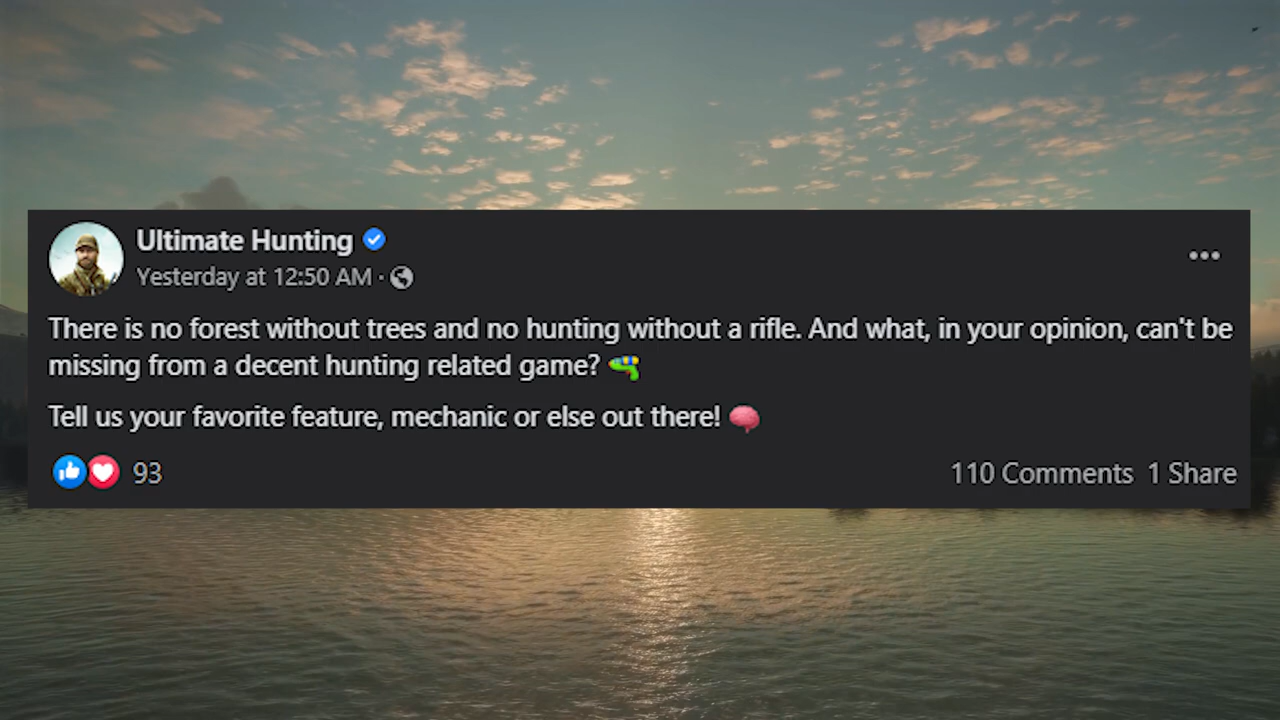 Ultimate Hunting
Yesterday at 12:50 AM ·
There is no forest without trees and no hunting without a rifle. And what, in your opinion, can't be
missing from a decent hunting related game? 🔫
Tell us your favorite feature, mechanic or else out there! 🧠
93
110 Comments 1 Share